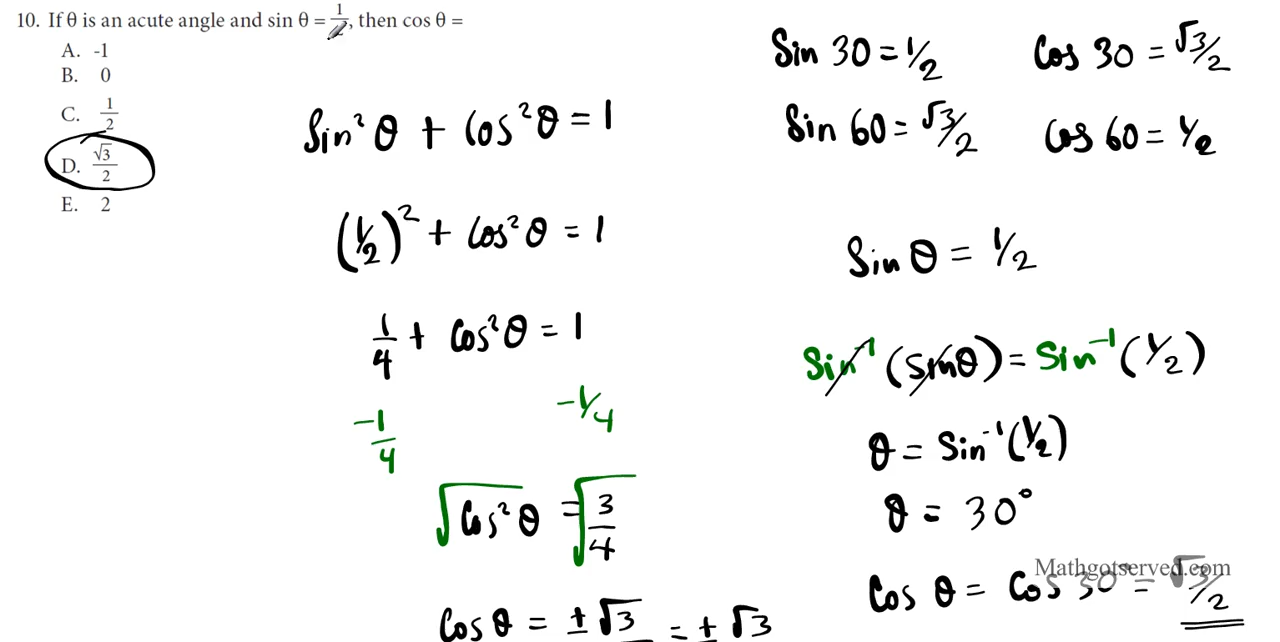 10. If θ is an acute angle and sin θ = 1/2, then cos θ =
A. -1
B. 0
C. 1/2
D. √3/2
E. 2
Sin²θ + Cos²θ = 1
(1/2)² + Cos²θ = 1
1/4 + Cos²θ = 1
-1/4 -1/4
√Cos²θ = √3/4
Cos θ = ± √3 = ± √3
Sin 30 = 1/2 Cos 30 = √3/2
Sin 60 = √3/2 Cos 60 = 1/2
Sin θ = 1/2
Sin⁻¹(Sinθ) = Sin⁻¹(1/2)
θ = Sin⁻¹(1/2)
θ = 30°
Mathgotserved.com
Cos θ = Cos 30° = √3/2